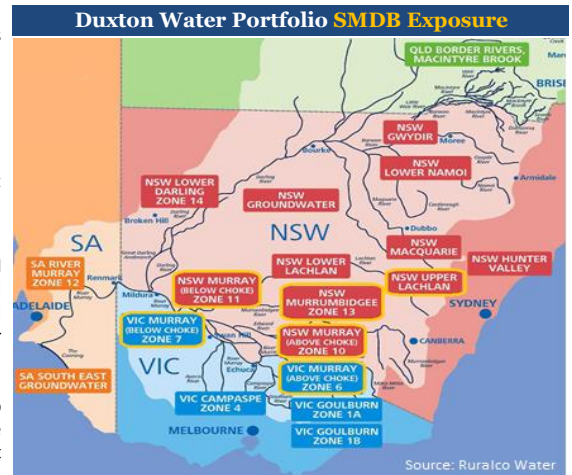 Duxton Water Portfolio SMDB Exposure
QLD BORDER RIVERS,
MACINTYRE BROOK
BRISB
NSW
GWYDIR
Moree
Bourke
NSW
LOWER NAMOI
Armidale
NSW LOWER
DARLING
ZONE 14
NSW
GROUNDWATER
Broken Hill
Dubbo
NSW
NSW
MACQUARIE
SA
SA RIVER
MURRAY
ZONE 12
NSW LOWER
LACHLAN
NSW HUNTER
VALLEY
Renmark
NSW MURRAY
(BELOW CHOKE)
ZONE 11
NSW UPPER
LACHLAN
Mildura
NSW
MURRUMBIDGEE
ZONE 13
ADELAIDE
SYDNEY
VIC MURRAY
(BELOW CHOKE)
ZONE 7
Swan Hill
NSW MURRAY
(ABOVE CHOKE)
ZONE 10
CANBERRA
VIC
Echuca
VIC MURRAY
(ABOVE CHOKE)
ZONE 6
SA SOUTH EAST
GROUNDWATER
VIC CAMPASPE
ZONE 4
VIC GOULBURN
ZONE 1A
MELBOURNE
VIC GOULBURN
ZONE 1B
Source: Ruralco Water